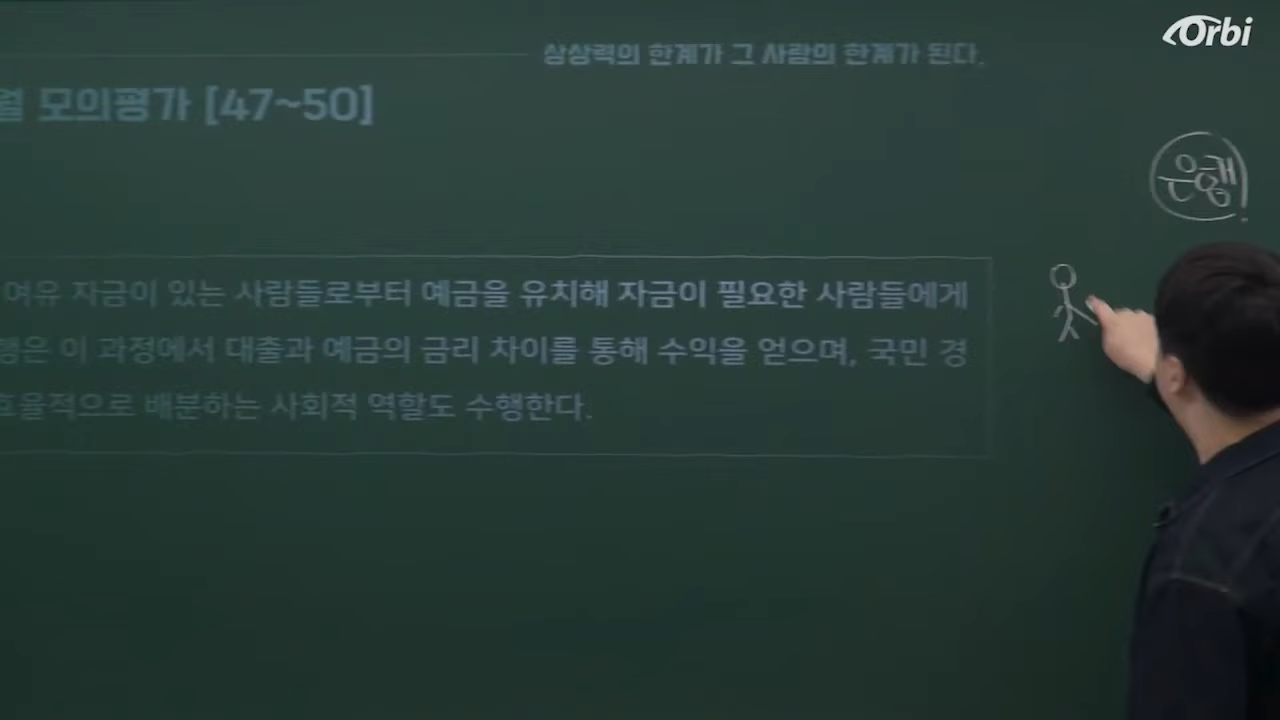 Orbi
상상력의 한계가 그 사람의 한계가 된다.
월 모의평가 [47~50]
은행
여유 자금이 있는 사람들로부터 예금을 유치해 자금이 필요한 사람들에게
행은 이 과정에서 대출과 예금의 금리 차이를 통해 수익을 얻으며, 국민 경
효율적으로 배분하는 사회적 역할도 수행한다.